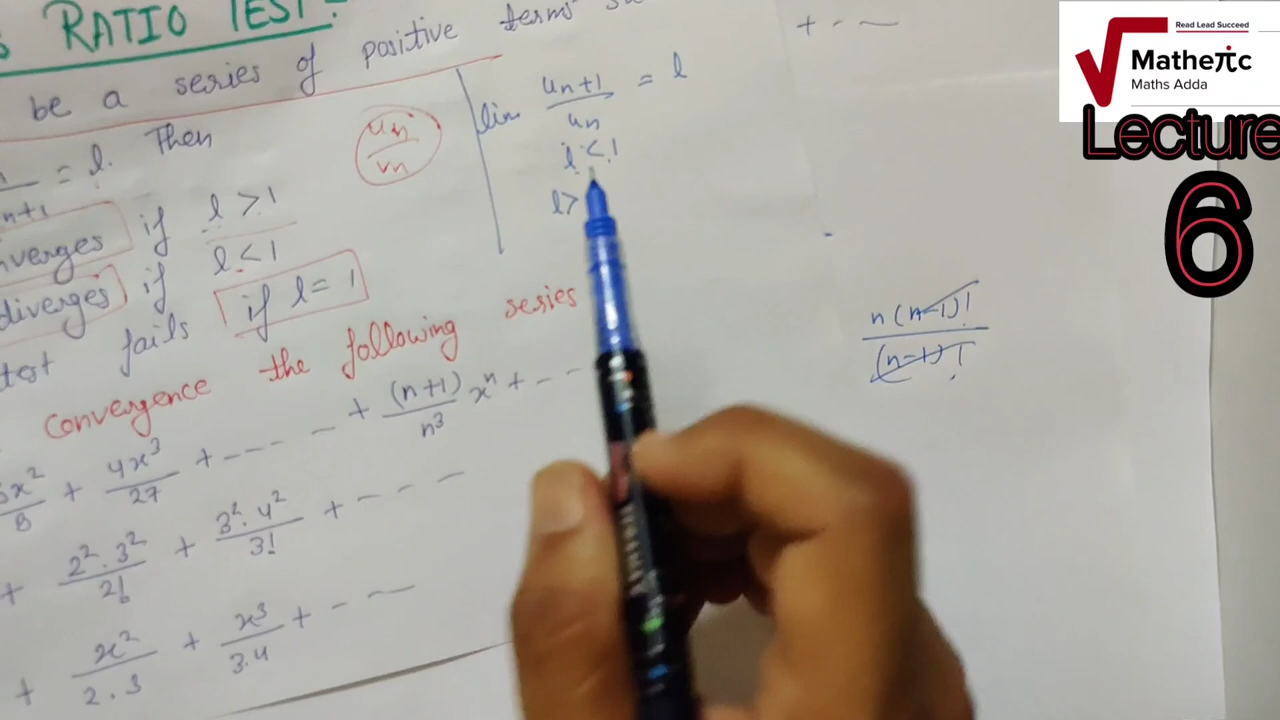 RATIO TEST:
be a series of positive terms
lim un+1/un = l
l < 1
l >
un/vn
= l. Then
n+1
if l > 1
diverges if l < 1
test fails if l = 1
convergence the following series
x²/8 + 4x³/27 + ---- + (n+1)/n³ xⁿ + --
+ 2².3²/2! + 3².4²/3! + ---
+ x²/2.3 + x³/3.4 + --
+ ---
n(n-1)!/(n-1)!
Read Lead Succeed
Matheπc
Maths Adda
Lecture
6